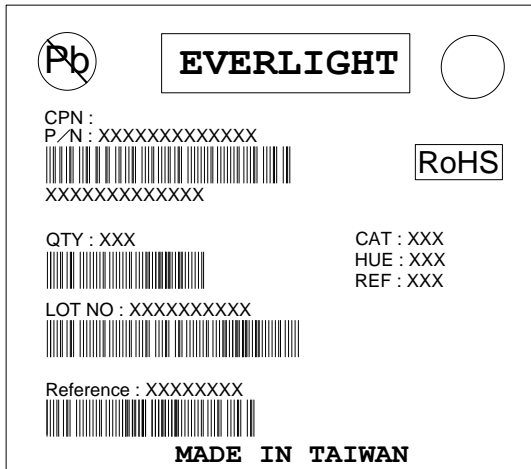 Pb
EVERLIGHT
CPN :
P/N : XXXXXXXXXXXXX
RoHS
XXXXXXXXXXXXX
QTY : XXX
CAT : XXX
HUE : XXX
REF : XXX
LOT NO : XXXXXXXXXX
Reference : XXXXXXXX
MADE IN TAIWAN